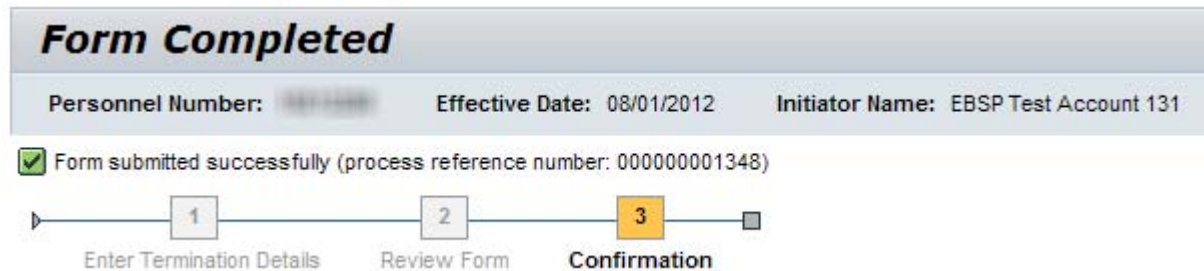 Form Completed
Personnel Number: Effective Date: 08/01/2012 Initiator Name: EBSP Test Account 131
Form submitted successfully (process reference number: 000000001348)
1 2 3
Enter Termination Details Review Form Confirmation